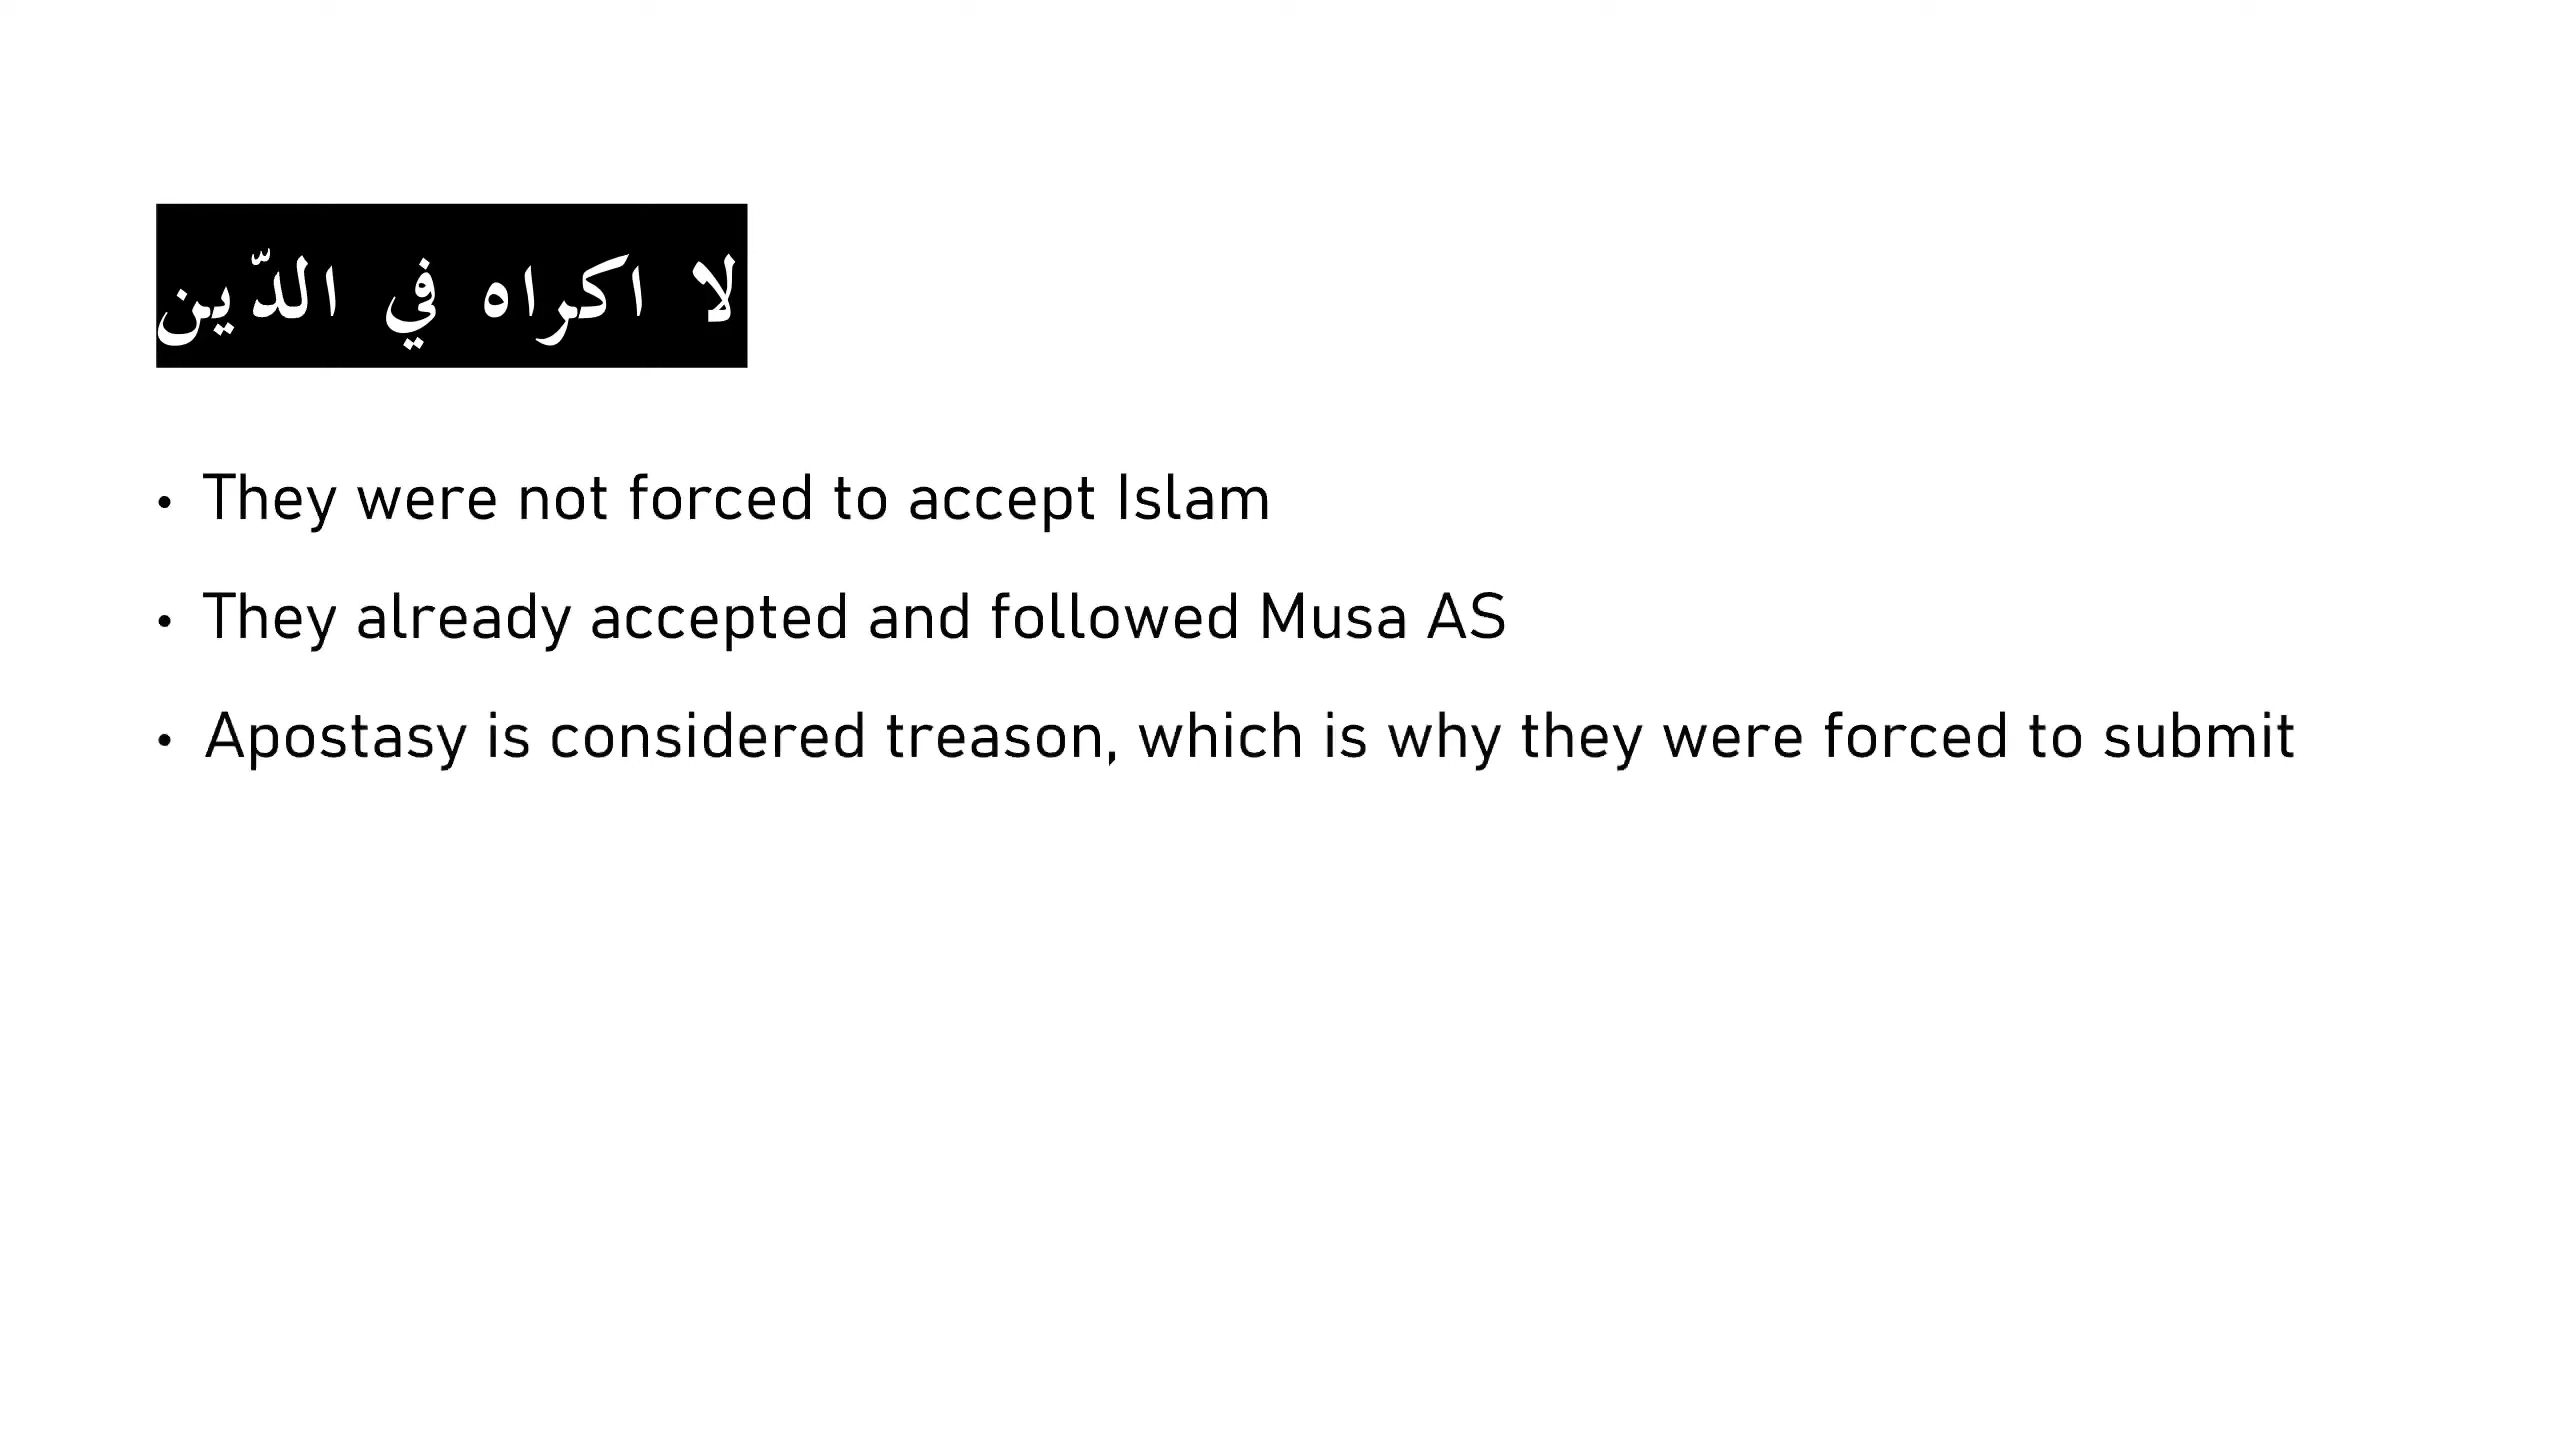 لا اكراه في الدّين
• They were not forced to accept Islam
• They already accepted and followed Musa AS
• Apostasy is considered treason, which is why they were forced to submit